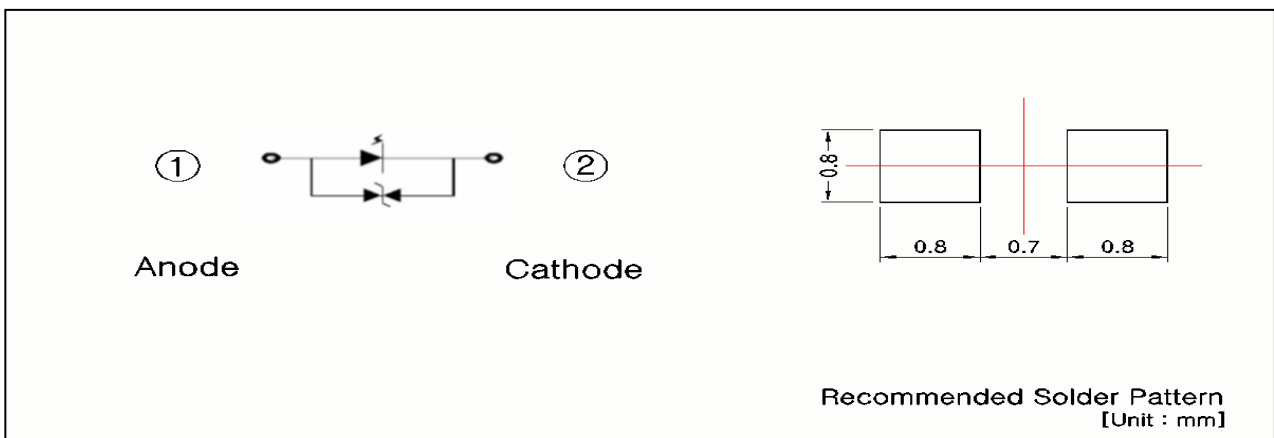 ① ②
Anode Cathode
0.8
0.8 0.7 0.8
Recommended Solder Pattern
[Unit : mm]